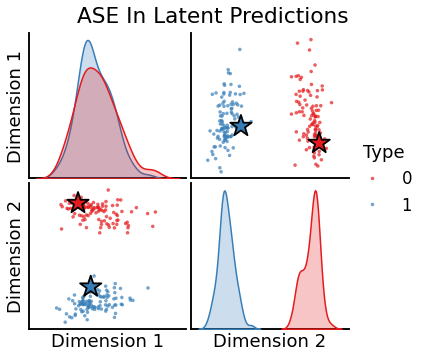 ASE In Latent Predictions
Dimension 1
Type
0
1
Dimension 2
Dimension 1
Dimension 2